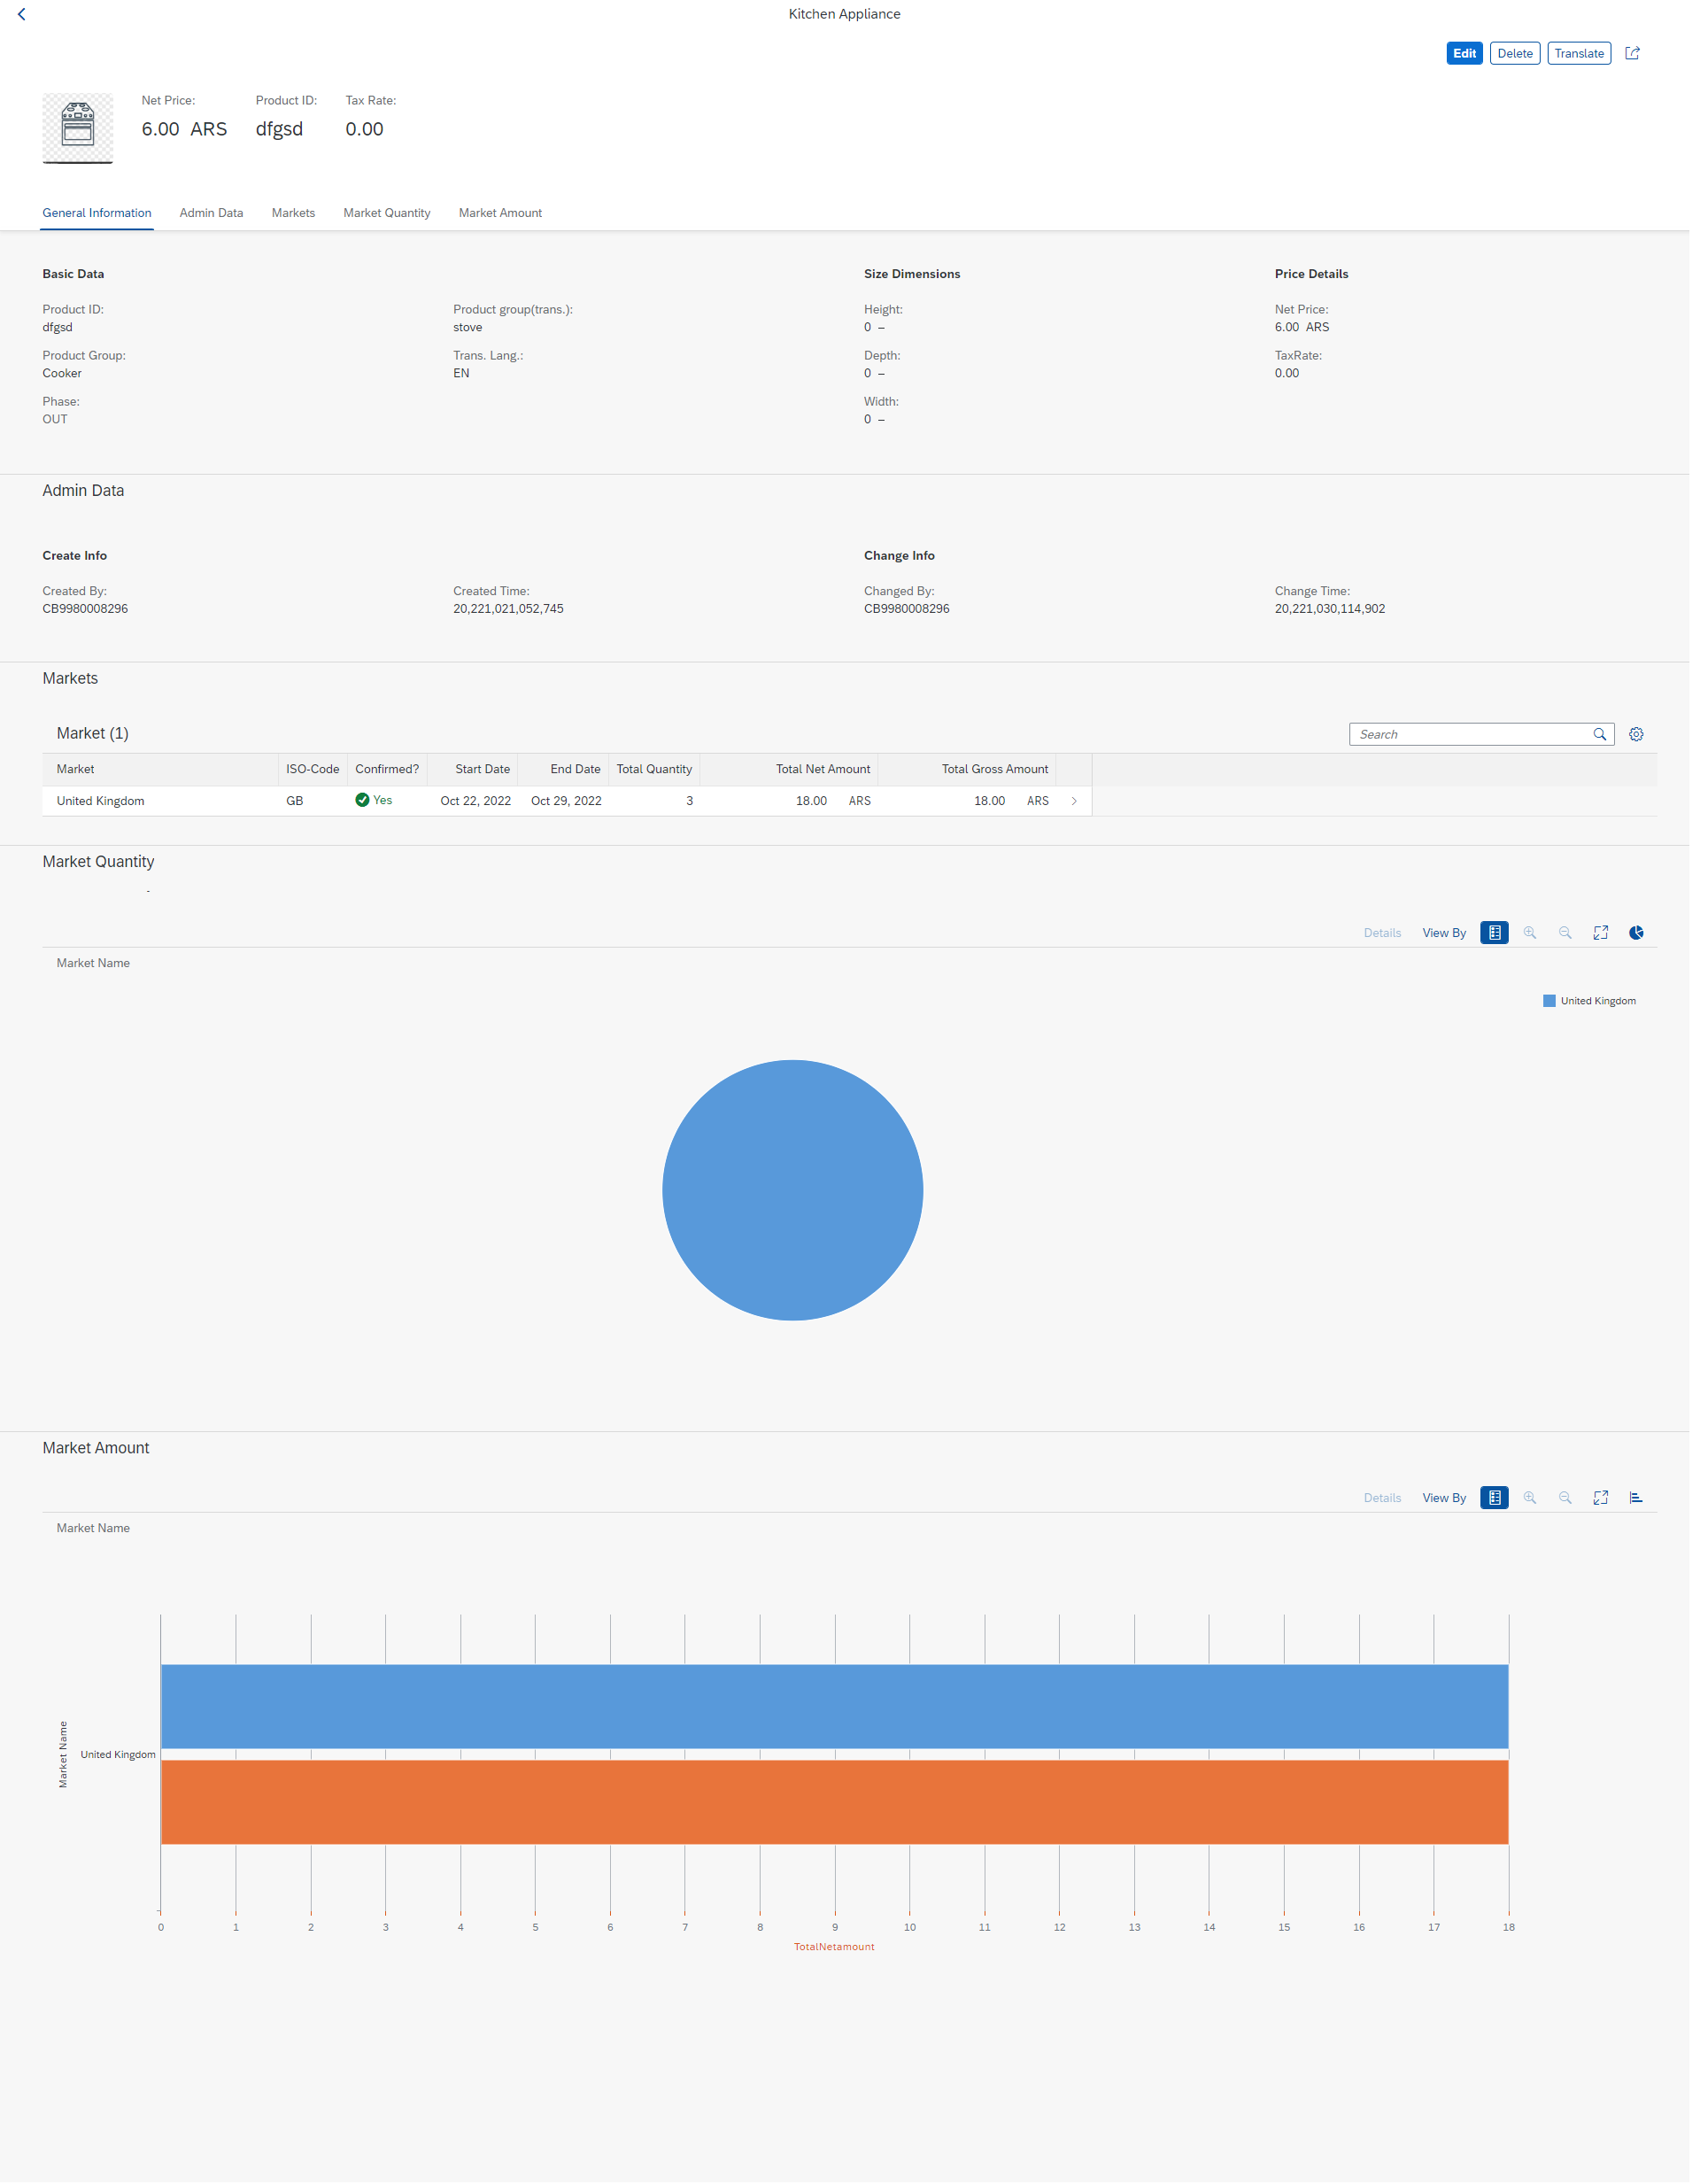 Kitchen Appliance
Edit Delete Translate
Net Price: Product ID: Tax Rate:
6.00 ARS dfgsd 0.00
General Information Admin Data Markets Market Quantity Market Amount
Basic Data Size Dimensions Price Details
Product ID: Product group(trans.): Height: Net Price:
dfgsd stove 0 – 6.00 ARS
Product Group: Trans. Lang.: Depth: TaxRate:
Cooker EN 0 – 0.00
Phase: Width:
OUT 0 –
Admin Data
Create Info Change Info
Created By: Created Time: Changed By: Change Time:
CB9980008296 20,221,021,052,745 CB9980008296 20,221,030,114,902
Markets
Market (1) Search
Market ISO-Code Confirmed? Start Date End Date Total Quantity Total Net Amount Total Gross Amount
United Kingdom GB Yes Oct 22, 2022 Oct 29, 2022 3 18.00 ARS 18.00 ARS
Market Quantity
Details View By
Market Name
United Kingdom
Market Amount
Details View By
Market Name
Market Name
United Kingdom
0 1 2 3 4 5 6 7 8 9 10 11 12 13 14 15 16 17 18
TotalNetamount